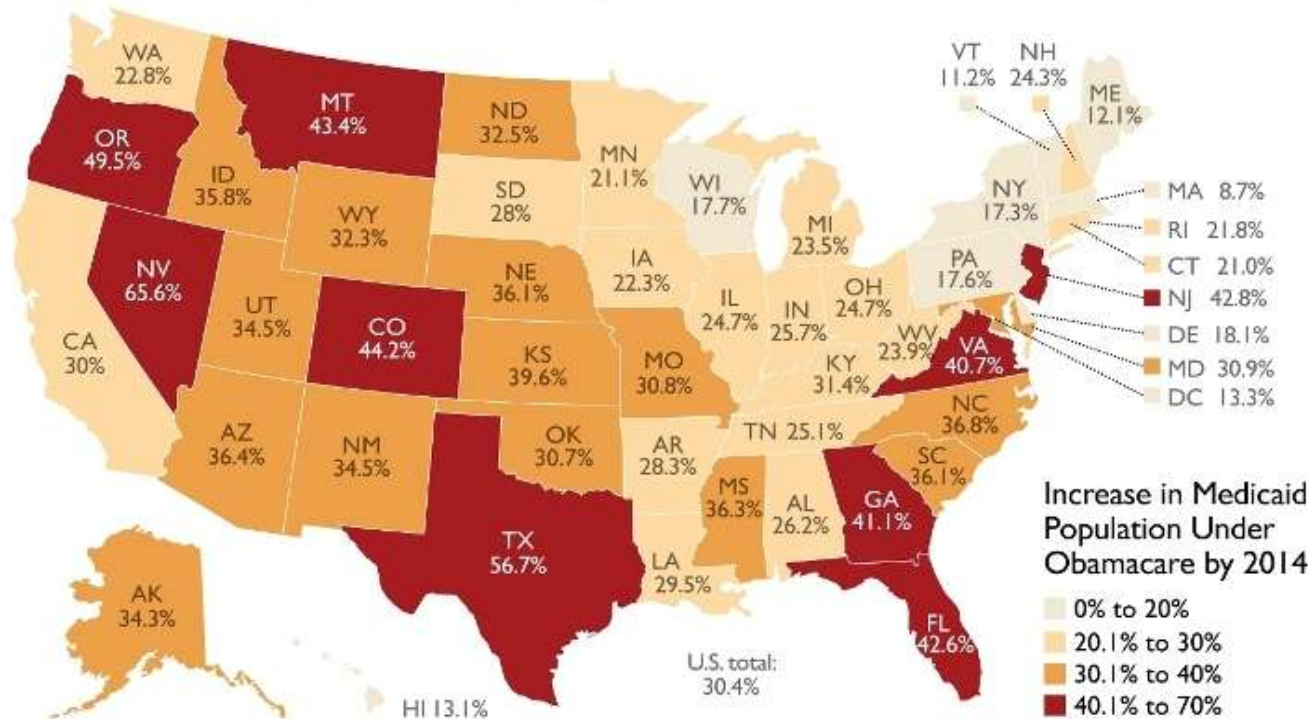 WA
22.8%
OR
49.5%
MT
43.4%
ID
35.8%
ND
32.5%
SD
28%
WY
32.3%
MN
21.1%
WI
17.7%
MI
23.5%
VT
11.2%
NH
24.3%
ME
12.1%
NY
17.3%
MA 8.7%
RI 21.8%
CT 21.0%
NJ 42.8%
DE 18.1%
MD 30.9%
DC 13.3%
PA
17.6%
NV
65.6%
UT
34.5%
CO
44.2%
CA
30%
NE
36.1%
KS
39.6%
IA
22.3%
MO
30.8%
IL
24.7%
IN
25.7%
OH
24.7%
WV
23.9%
KY
31.4%
VA
40.7%
NC
36.8%
TN 25.1%
SC
36.1%
AZ
36.4%
NM
34.5%
OK
30.7%
AR
28.3%
MS
36.3%
AL
26.2%
GA
41.1%
TX
56.7%
LA
29.5%
FL
42.6%
AK
34.3%
HI 13.1%
U.S. total:
30.4%
Increase in Medicaid
Population Under
Obamacare by 2014
0% to 20%
20.1% to 30%
30.1% to 40%
40.1% to 70%